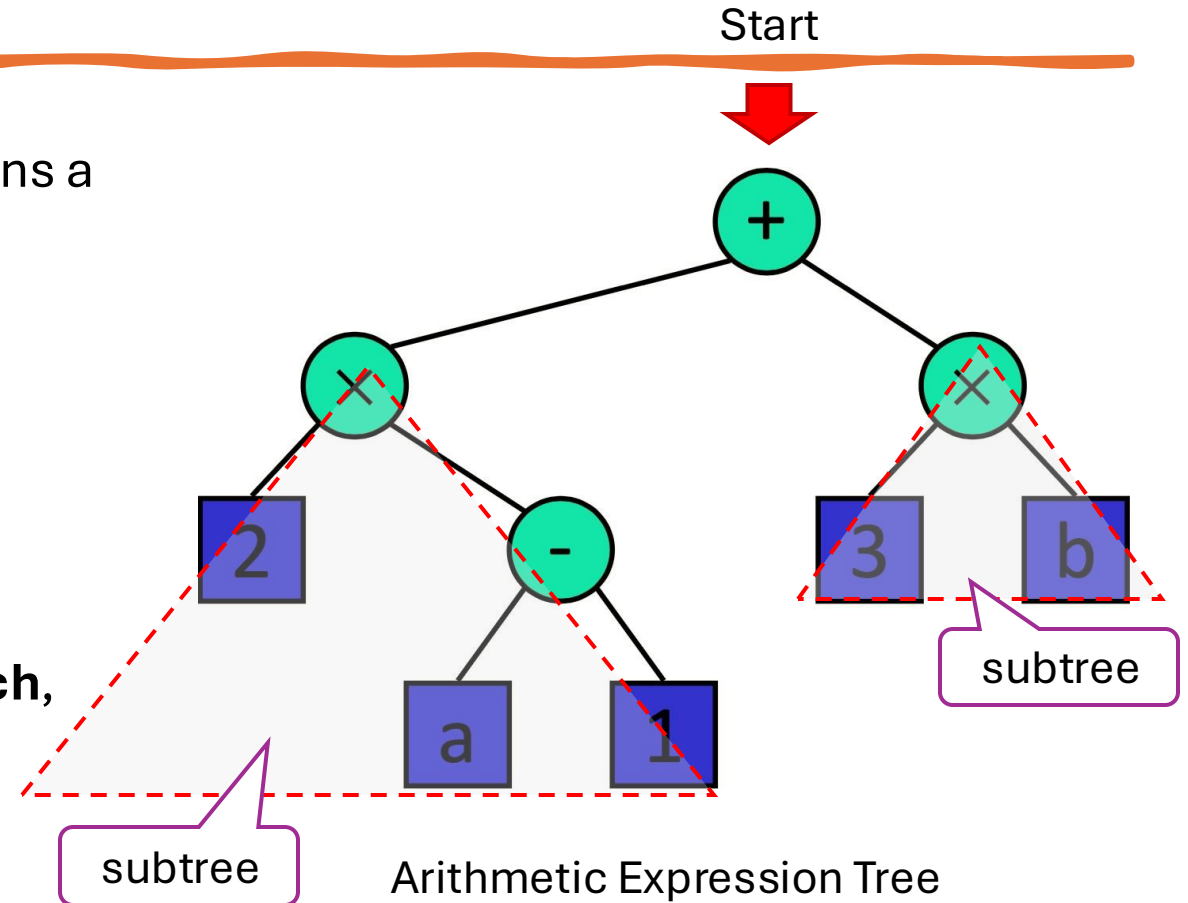 Start
ns a
+
× ×
2 - 3 b
subtree
ch,
a 1
subtree
Arithmetic Expression Tree